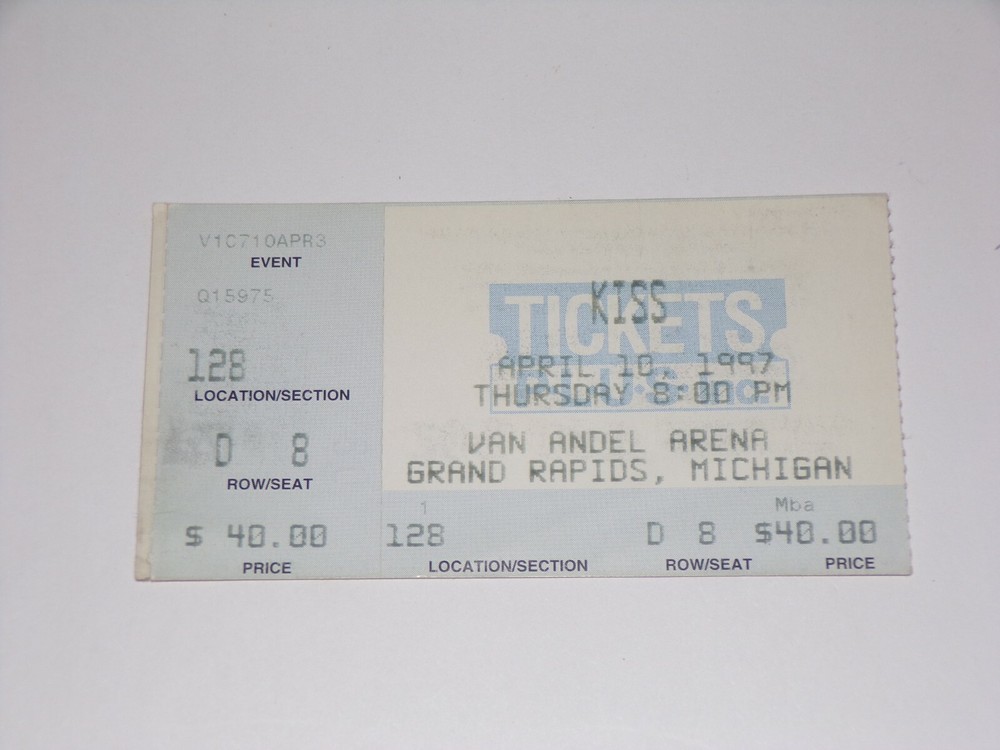 V1C710APR3
EVENT
Q15975
128
LOCATION/SECTION
D 8
ROW/SEAT
$ 40.00
PRICE
TICKETS
KISS
APRIL 10, 1997
THURSDAY 8:00 PM
VAN ANDEL ARENA
GRAND RAPIDS, MICHIGAN
1
Mba
128 D 8 $40.00
LOCATION/SECTION ROW/SEAT PRICE